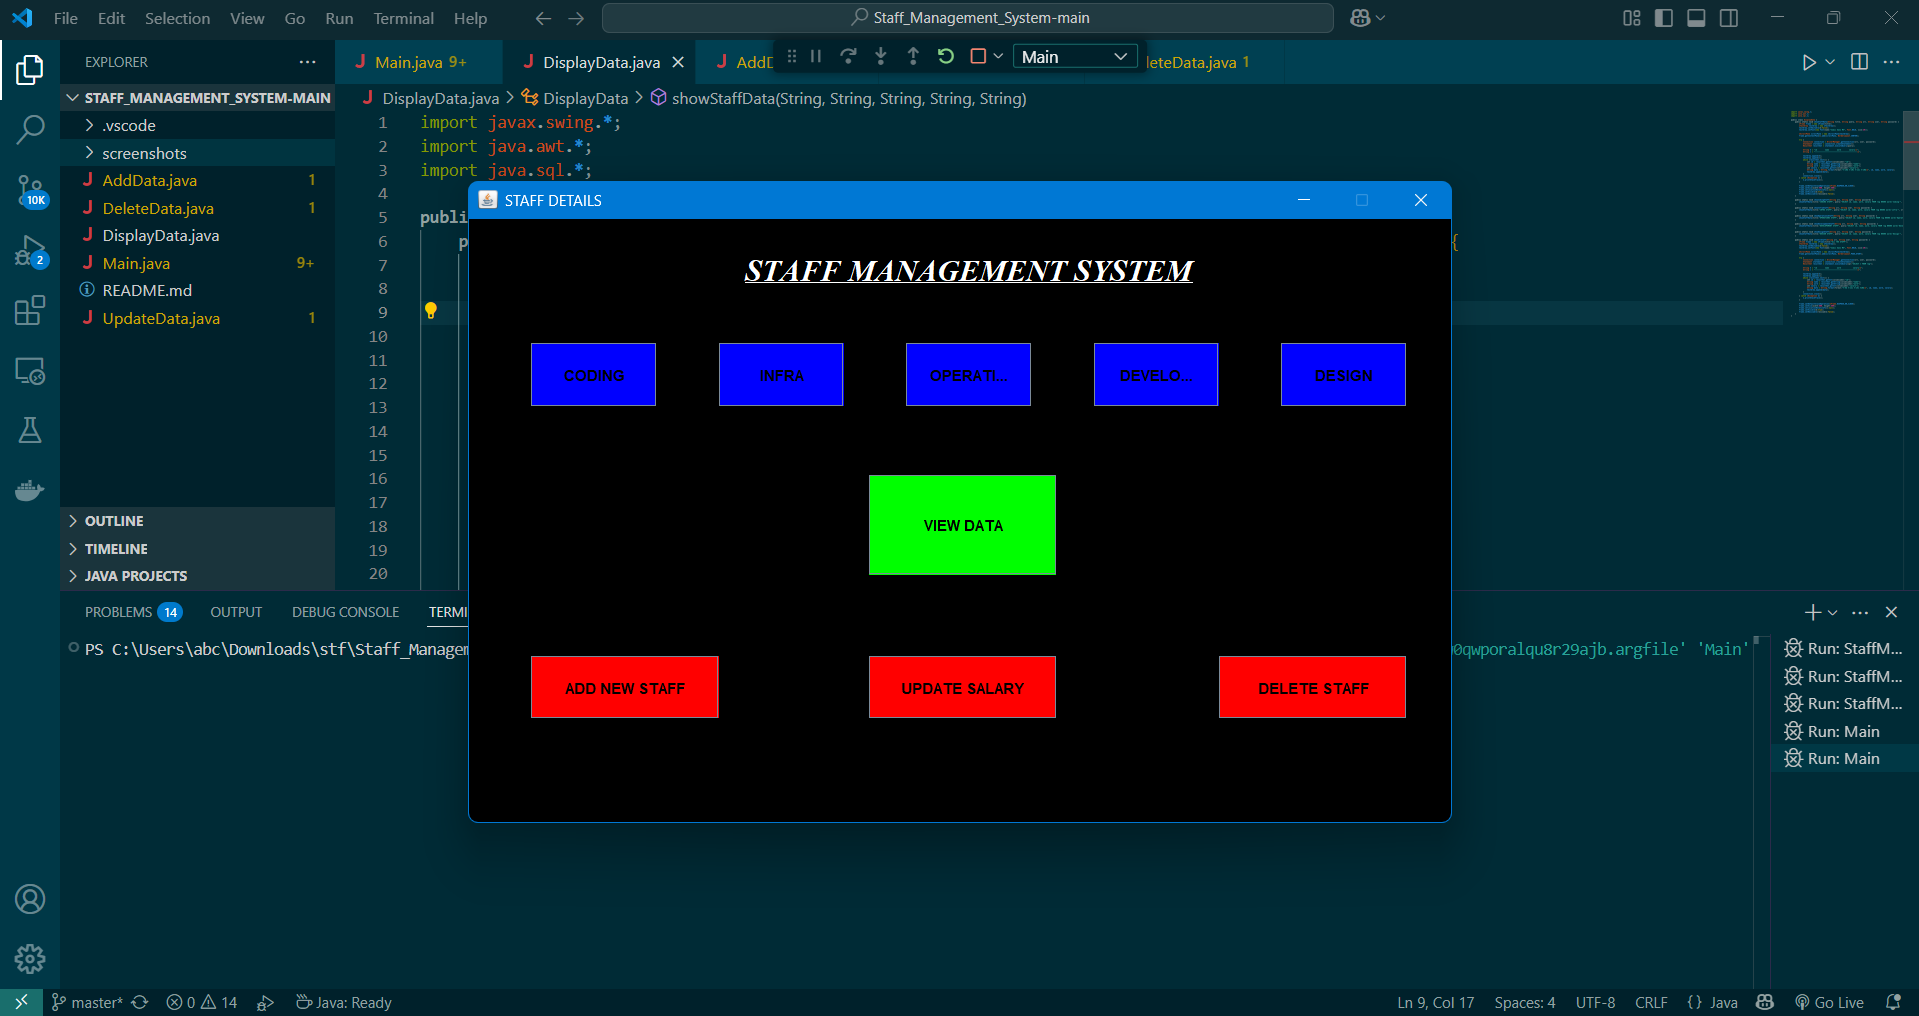 File Edit Selection View Go Run Terminal Help
Staff_Management_System-main
EXPLORER
Main.java 9+
DisplayData.java
AddD
Main
leteData.java 1
STAFF_MANAGEMENT_SYSTEM-MAIN
.vscode
screenshots
AddData.java 1
DeleteData.java 1
DisplayData.java
Main.java 9+
README.md
UpdateData.java 1
10K
2
OUTLINE
TIMELINE
JAVA PROJECTS
DisplayData.java > DisplayData > showStaffData(String, String, String, String, String)
1 import javax.swing.*;
2 import java.awt.*;
3 import java.sql.*;
4
5 publi
6 p {
7
8
9
10
11
12
13
14
15
16
17
18
19
20
STAFF DETAILS
STAFF MANAGEMENT SYSTEM
CODING INFRA OPERATI... DEVELO... DESIGN
VIEW DATA
ADD NEW STAFF UPDATE SALARY DELETE STAFF
PROBLEMS 14 OUTPUT DEBUG CONSOLE TERMI
PS C:\Users\abc\Downloads\stf\Staff_Managem 0qwporalqu8r29ajb.argfile' 'Main'
Run: StaffM...
Run: StaffM...
Run: StaffM...
Run: Main
Run: Main
master* 0 14 Java: Ready
Ln 9, Col 17 Spaces: 4 UTF-8 CRLF {} Java Go Live